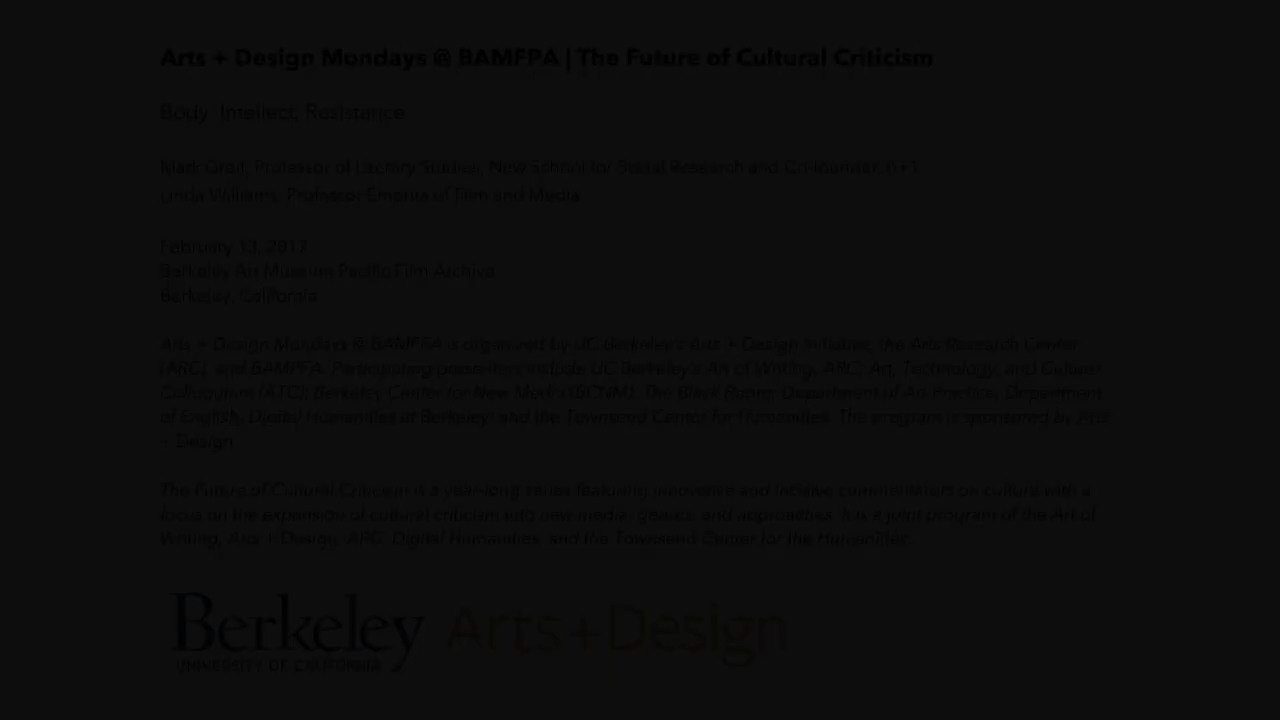 Arts + Design Mondays @ BAMFPA | The Future of Cultural Criticism
Body, Intellect, Resistance
Mark Greif, Professor of Literary Studies, New School for Social Research and Co-founder, n+1
Linda Williams, Professor Emerita of Film and Media
February 13, 2017
Berkeley Art Museum Pacific Film Archive
Berkeley, California
Arts + Design Mondays @ BAMFPA is organized by UC Berkeley's Arts + Design Initiative, the Arts Research Center
(ARC), and BAMPFA. Participating presenters include UC Berkeley's Art of Writing, ARC; Art, Technology, and Culture
Colloquium (ATC); Berkeley Center for New Media (BCNM); The Black Room; Department of Art Practice; Department
of English; Digital Humanities at Berkeley; and the Townsend Center for Humanities. The program is sponsored by Arts
+ Design.
The Future of Cultural Criticism is a year-long series featuring innovative and incisive commentators on culture with a
focus on the expansion of cultural criticism into new media, genres, and approaches. It is a joint program of the Art of
Writing, Arts + Design, ARC, Digital Humanities, and the Townsend Center for the Humanities.
Berkeley Arts + Design
UNIVERSITY OF CALIFORNIA